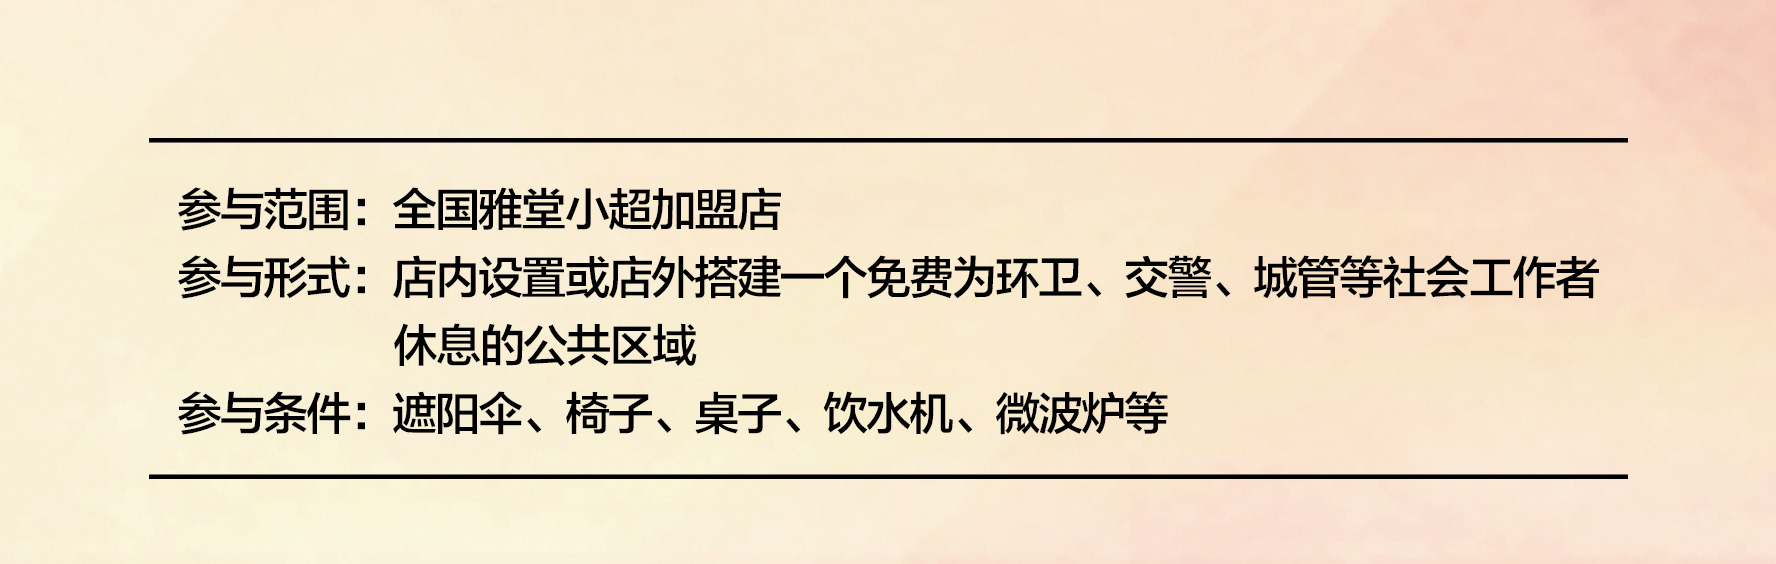 参与范围：全国雅堂小超加盟店
参与形式：店内设置或店外搭建一个免费为环卫、交警、城管等社会工作者
休息的公共区域
参与条件：遮阳伞、椅子、桌子、饮水机、微波炉等